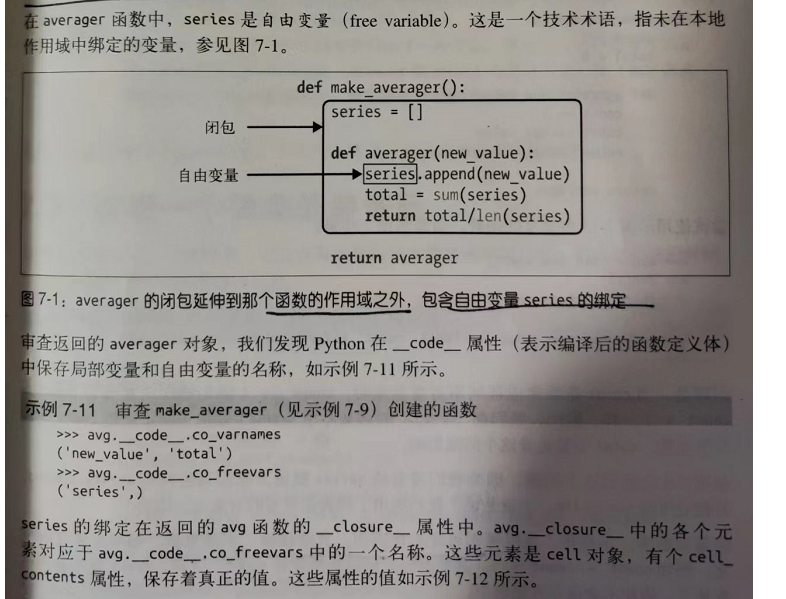 在 averager 函数中，series 是自由变量（free variable）。这是一个技术术语，指未在本地
作用域中绑定的变量，参见图 7-1。
def make_averager():
series = []
闭包
def averager(new_value):
自由变量
series.append(new_value)
total = sum(series)
return total/len(series)
return averager
图 7-1：averager 的闭包延伸到那个函数的作用域之外，包含自由变量 series 的绑定
审查返回的 averager 对象，我们发现 Python 在 __code__ 属性（表示编译后的函数定义体）
中保存局部变量和自由变量的名称，如示例 7-11 所示。
示例 7-11 审查 make_averager（见示例 7-9）创建的函数
>>> avg.__code__.co_varnames
('new_value', 'total')
>>> avg.__code__.co_freevars
('series',)
series 的绑定在返回的 avg 函数的 __closure__ 属性中。avg.__closure__ 中的各个元
素对应于 avg.__code__.co_freevars 中的一个名称。这些元素是 cell 对象，有个 cell_
contents 属性，保存着真正的值。这些属性的值如示例 7-12 所示。